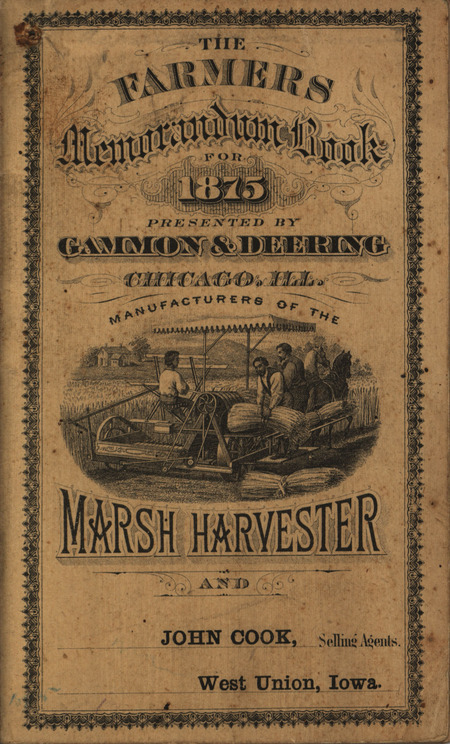 THE
FARMERS
Memorandum Book
FOR
1875
PRESENTED BY
GAMMON & DEERING
CHICAGO, ILL.
MANUFACTURERS OF THE
MARSH HARVESTER
AND
JOHN COOK, Selling Agents.
West Union, Iowa.